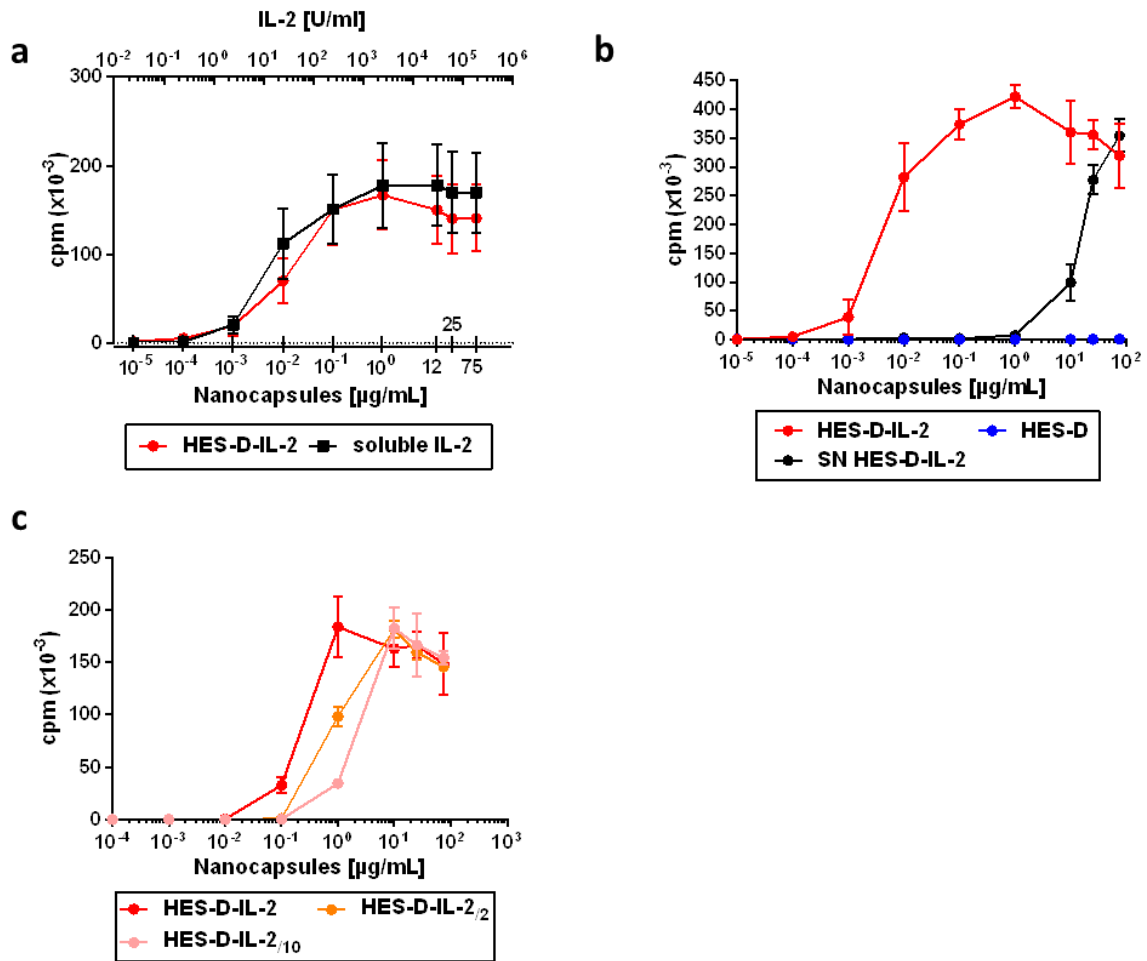 a
IL-2 [U/ml]
10⁻² 10⁻¹ 10⁰ 10¹ 10² 10³ 10⁴ 10⁵ 10⁶
300
200
100
0
cpm (x10⁻³)
25
10⁻⁵ 10⁻⁴ 10⁻³ 10⁻² 10⁻¹ 10⁰ 12 75
Nanocapsules [µg/mL]
HES-D-IL-2 soluble IL-2
b
450
400
350
300
250
200
150
100
50
0
cpm (x10⁻³)
10⁻⁵ 10⁻⁴ 10⁻³ 10⁻² 10⁻¹ 10⁰ 10¹ 10²
Nanocapsules [µg/mL]
HES-D-IL-2 HES-D
SN HES-D-IL-2
c
250
200
150
100
50
0
cpm (x10⁻³)
10⁻⁴ 10⁻³ 10⁻² 10⁻¹ 10⁰ 10¹ 10² 10³
Nanocapsules [µg/mL]
HES-D-IL-2 HES-D-IL-2/2
HES-D-IL-2/10